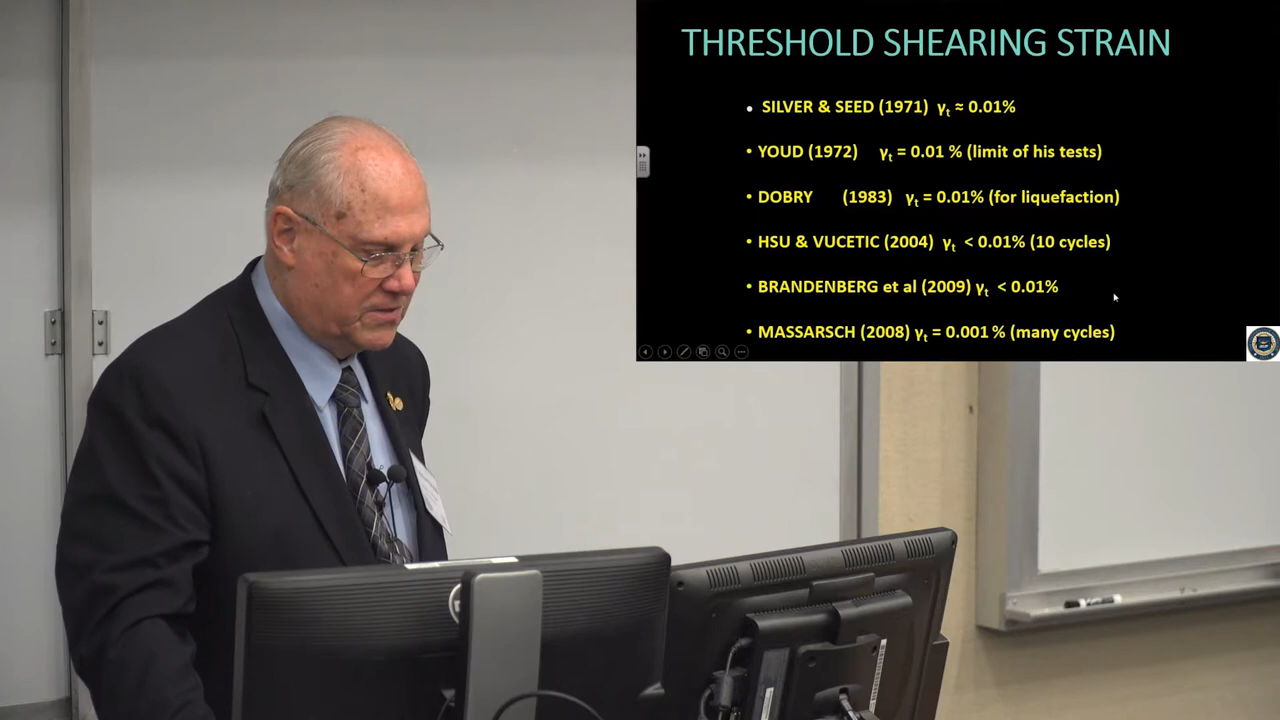 THRESHOLD SHEARING STRAIN
• SILVER & SEED (1971) γt ≈ 0.01%
• YOUD (1972) γt = 0.01 % (limit of his tests)
• DOBRY (1983) γt = 0.01% (for liquefaction)
• HSU & VUCETIC (2004) γt < 0.01% (10 cycles)
• BRANDENBERG et al (2009) γt < 0.01%
• MASSARSCH (2008) γt = 0.001 % (many cycles)